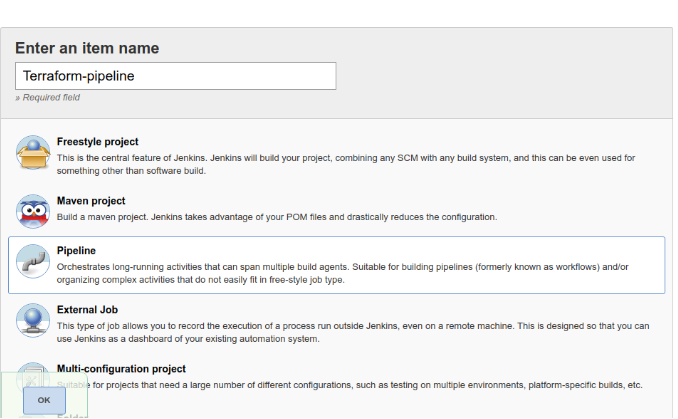 Enter an item name
Terraform-pipeline
» Required field
Freestyle project
This is the central feature of Jenkins. Jenkins will build your project, combining any SCM with any build system, and this can be even used for
something other than software build.
Maven project
Build a maven project. Jenkins takes advantage of your POM files and drastically reduces the configuration.
Pipeline
Orchestrates long-running activities that can span multiple build agents. Suitable for building pipelines (formerly known as workflows) and/or
organizing complex activities that do not easily fit in free-style job type.
External Job
This type of job allows you to record the execution of a process run outside Jenkins, even on a remote machine. This is designed so that you can
use Jenkins as a dashboard of your existing automation system.
Multi-configuration project
Suitable for projects that need a large number of different configurations, such as testing on multiple environments, platform-specific builds, etc.
OK